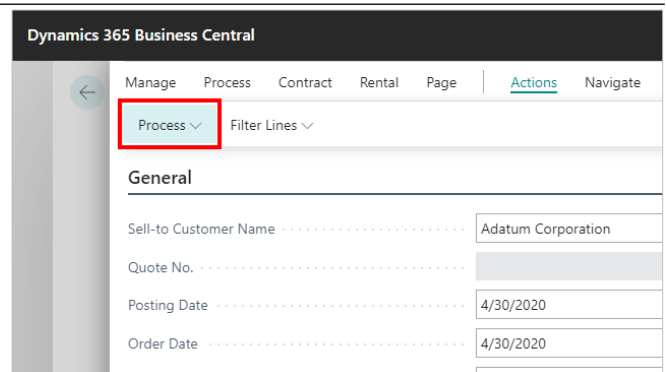 Dynamics 365 Business Central
Manage Process Contract Rental Page Actions Navigate
Process Filter Lines
General
Sell-to Customer Name Adatum Corporation
Quote No.
Posting Date 4/30/2020
Order Date 4/30/2020